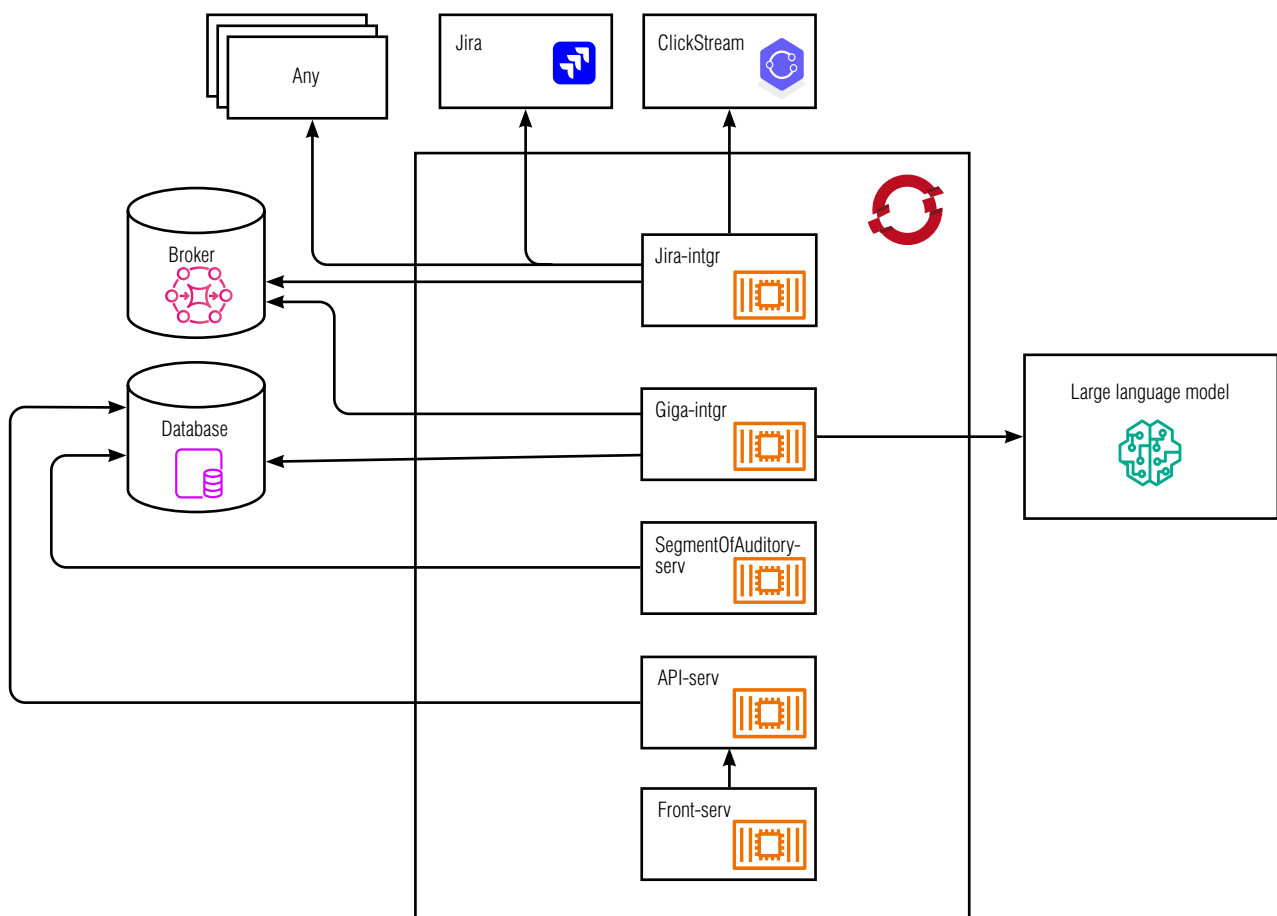 Jira
ClickStream
Any
Broker
Jira-intgr
Database
Giga-intgr
Large language model
SegmentOfAuditory-
serv
API-serv
Front-serv